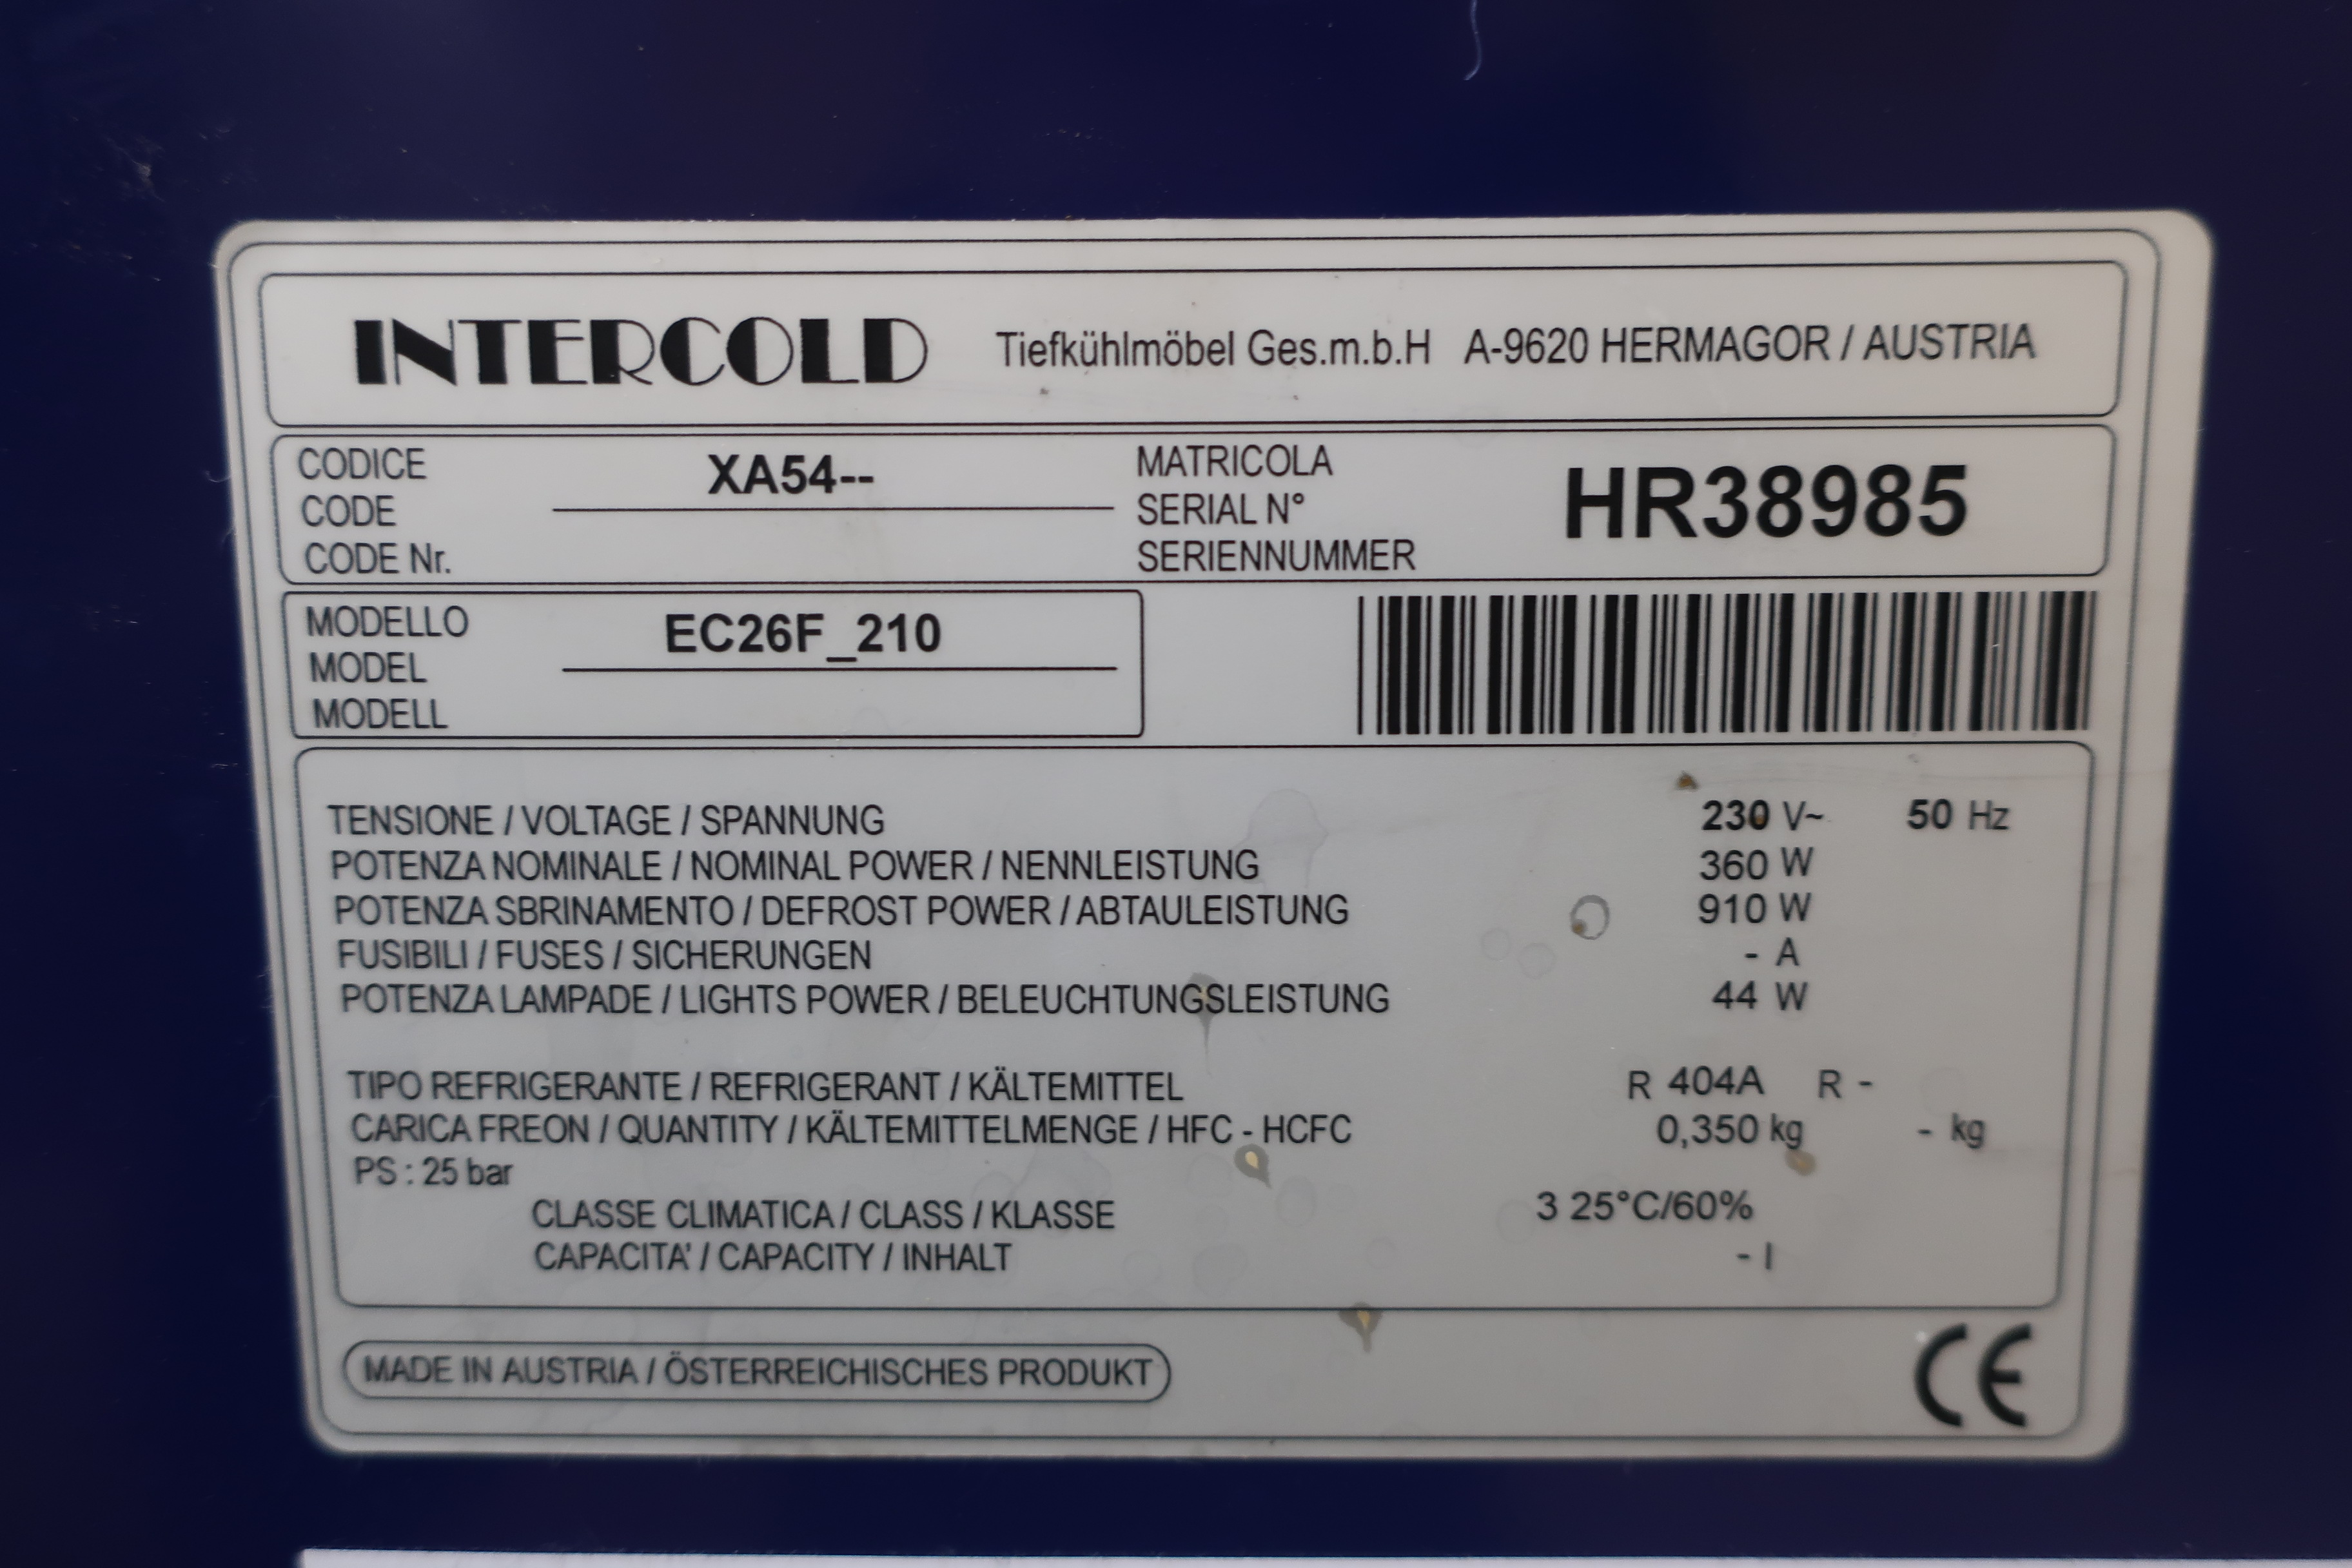 INTERCOLD Tiefkühlmöbel Ges.m.b.H A-9620 HERMAGOR / AUSTRIA
CODICE XA54-- MATRICOLA HR38985
CODE SERIAL N°
CODE Nr. SERIENNUMMER
MODELLO EC26F_210
MODEL
MODELL
TENSIONE / VOLTAGE / SPANNUNG 230 V~ 50 Hz
POTENZA NOMINALE / NOMINAL POWER / NENNLEISTUNG 360 W
POTENZA SBRINAMENTO / DEFROST POWER / ABTAULEISTUNG 910 W
FUSIBILI / FUSES / SICHERUNGEN - A
POTENZA LAMPADE / LIGHTS POWER / BELEUCHTUNGSLEISTUNG 44 W
TIPO REFRIGERANTE / REFRIGERANT / KÄLTEMITTEL R 404A R -
CARICA FREON / QUANTITY / KÄLTEMITTELMENGE / HFC - HCFC 0,350 kg - kg
PS : 25 bar
CLASSE CLIMATICA / CLASS / KLASSE 3 25°C/60%
CAPACITA' / CAPACITY / INHALT - l
MADE IN AUSTRIA / ÖSTERREICHISCHES PRODUKT CE